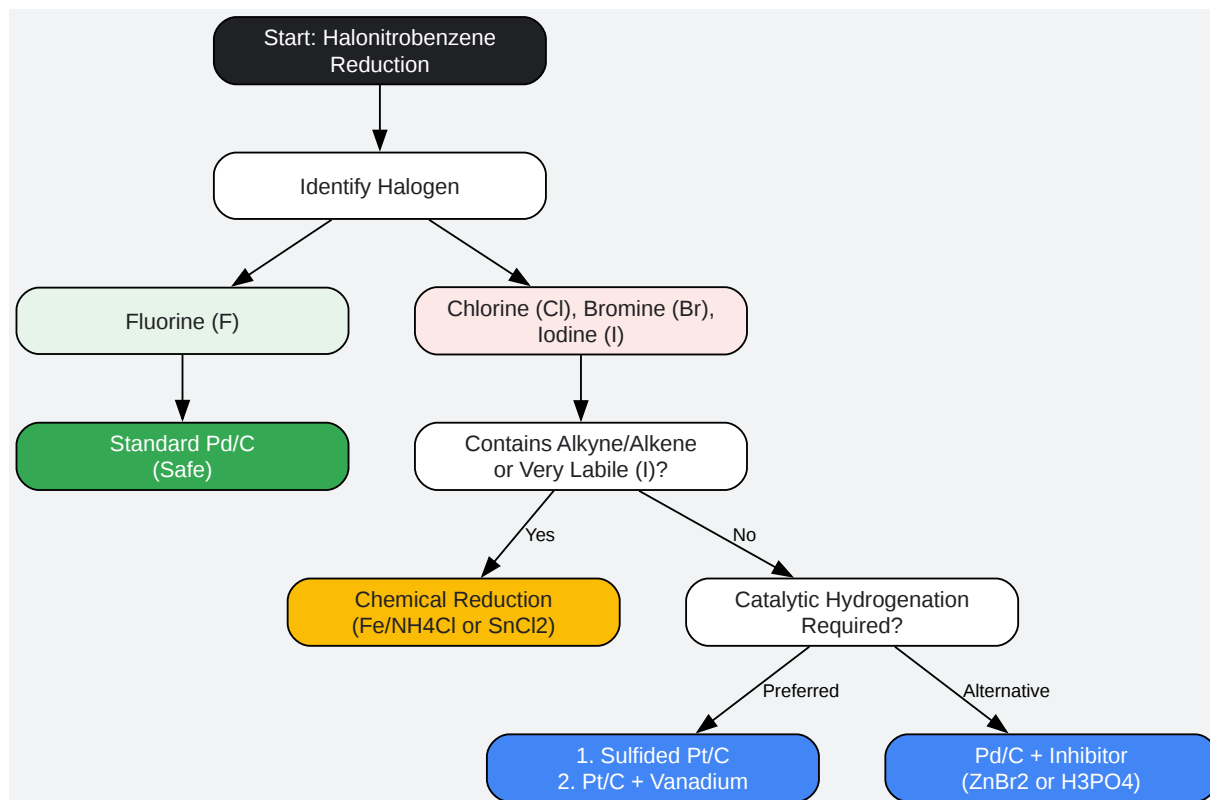 Start: Halonitrobenzene
Reduction
Identify Halogen
Fluorine (F)
Chlorine (Cl), Bromine (Br),
Iodine (I)
Standard Pd/C
(Safe)
Contains Alkyne/Alkene
or Very Labile (I)?
Yes
No
Chemical Reduction
(Fe/NH4Cl or SnCl2)
Catalytic Hydrogenation
Required?
Preferred
Alternative
1. Sulfided Pt/C
2. Pt/C + Vanadium
Pd/C + Inhibitor
(ZnBr2 or H3PO4)